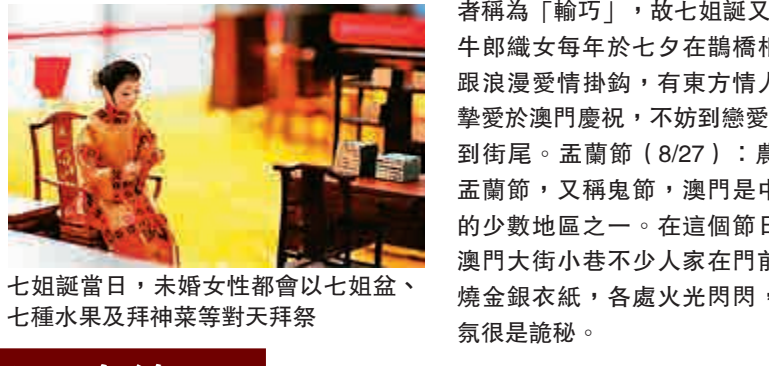 七姐誕當日，未婚女性都會以七姐盆、
七種水果及拜神菜等對天拜祭
者稱為「輸巧」，故七姐誕又
牛郎織女每年於七夕在鵲橋
跟浪漫愛情掛鈎，有東方情人
摯愛於澳門慶祝，不妨到戀愛
到街尾。盂蘭節（8/27）：農
盂蘭節，又稱鬼節，澳門是中
的少數地區之一。在這個節日
澳門大街小巷不少人家在門前
燒金銀衣紙，各處火光閃閃，
氛很是詭秘。